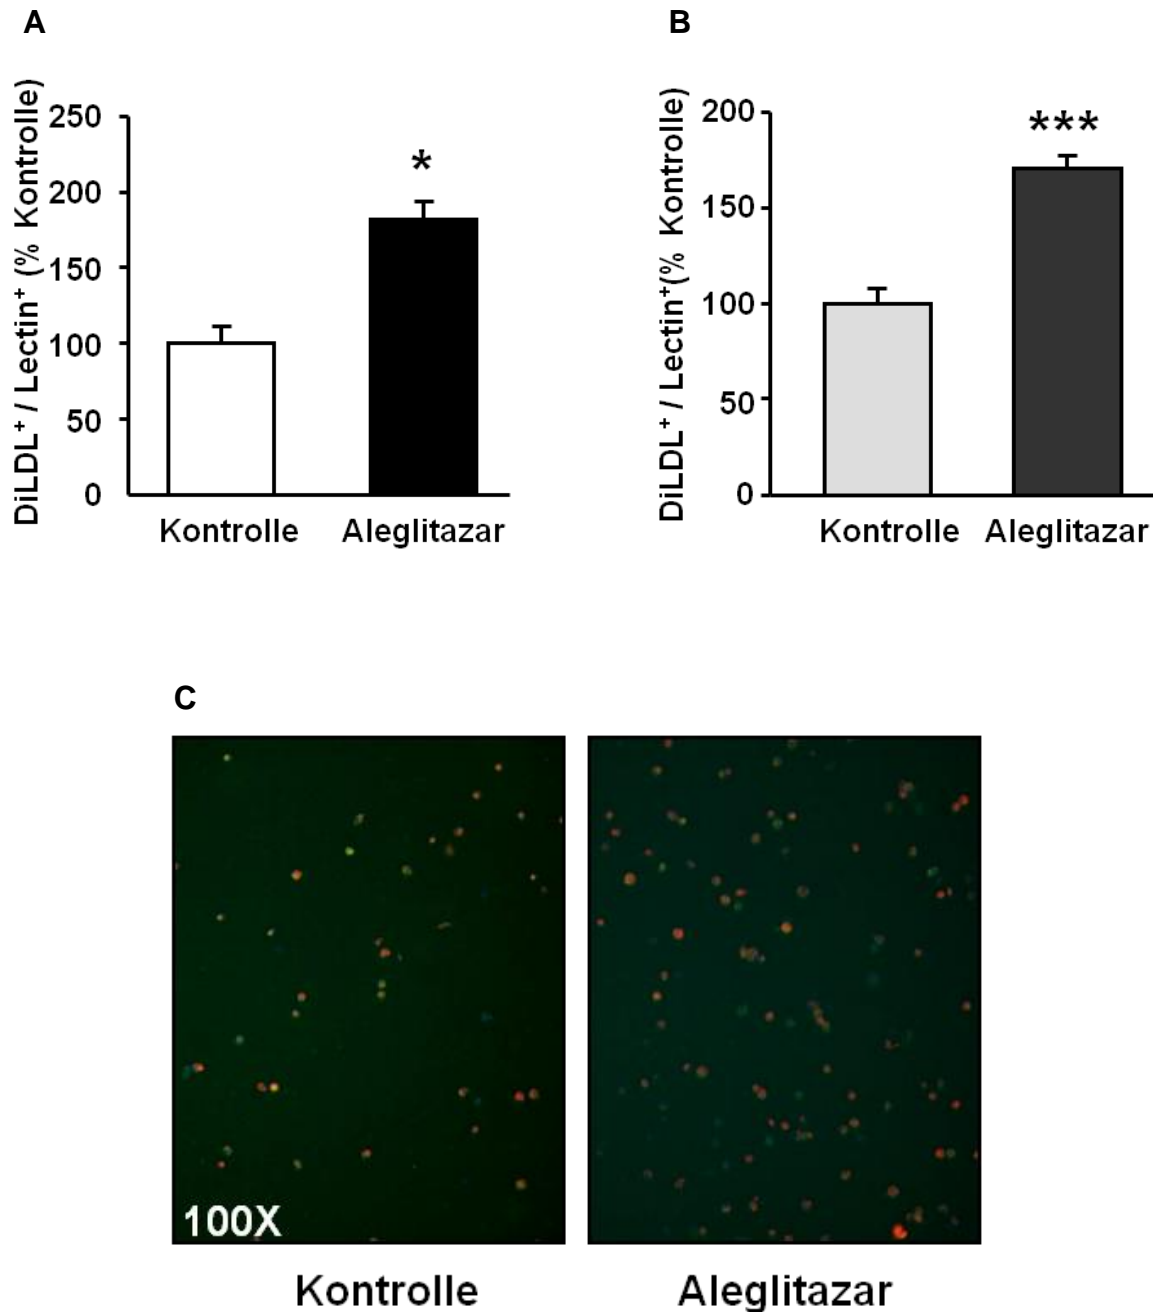 A
DiLDL⁺ / Lectin⁺ (% Kontrolle)
250
200
150
100
50
0
*
Kontrolle Aleglitazar
B
DiLDL⁺ / Lectin⁺(% Kontrolle)
200
150
100
50
0
***
Kontrolle Aleglitazar
C
100X
Kontrolle Aleglitazar